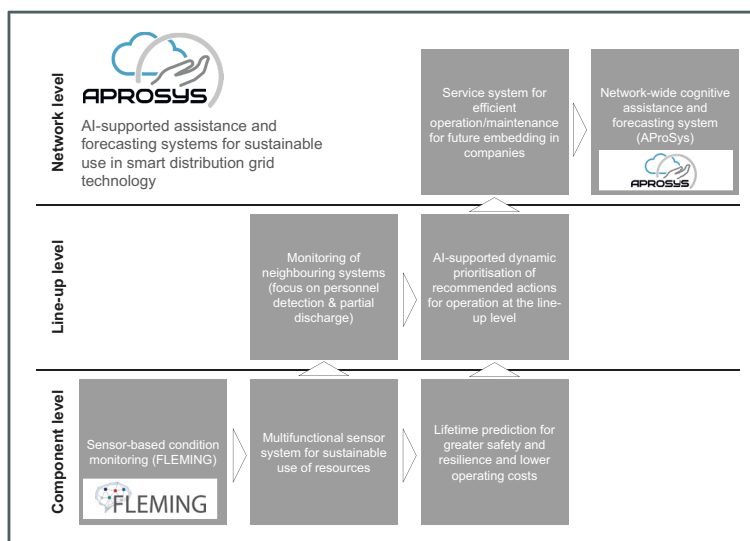 Network level
APROSYS
AI-supported assistance and
forecasting systems for sustainable
use in smart distribution grid
technology
Service system for
efficient
operation/maintenance
for future embedding in
companies
Network-wide cognitive
assistance and
forecasting system
(AProSys)
APROSYS
Line-up level
Monitoring of
neighbouring systems
(focus on personnel
detection & partial
discharge)
AI-supported dynamic
prioritisation of
recommended actions
for operation at the line-
up level
Component level
Sensor-based condition
monitoring (FLEMING)
FLEMING
Multifunctional sensor
system for sustainable
use of resources
Lifetime prediction for
greater safety and
resilience and lower
operating costs